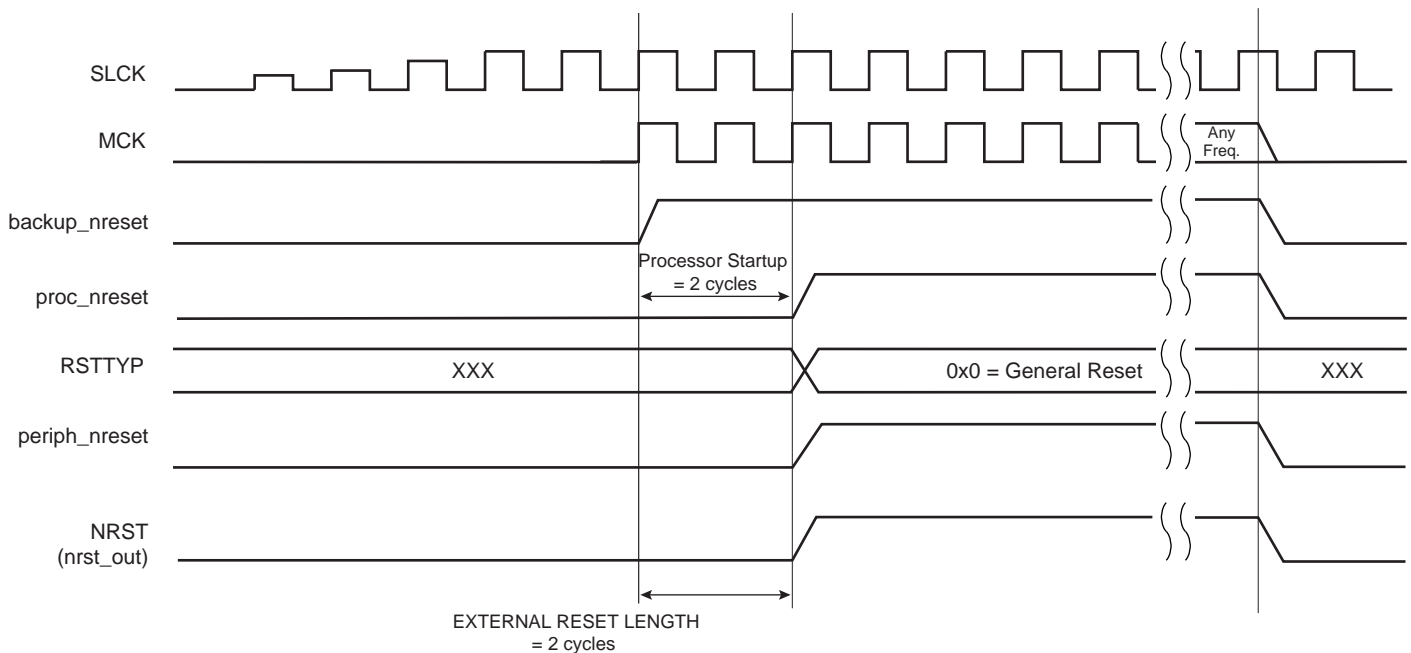 SLCK
MCK
Any
Freq.
backup_nreset
Processor Startup
= 2 cycles
proc_nreset
RSTTYP
XXX
0x0 = General Reset
XXX
periph_nreset
NRST
(nrst_out)
EXTERNAL RESET LENGTH
= 2 cycles